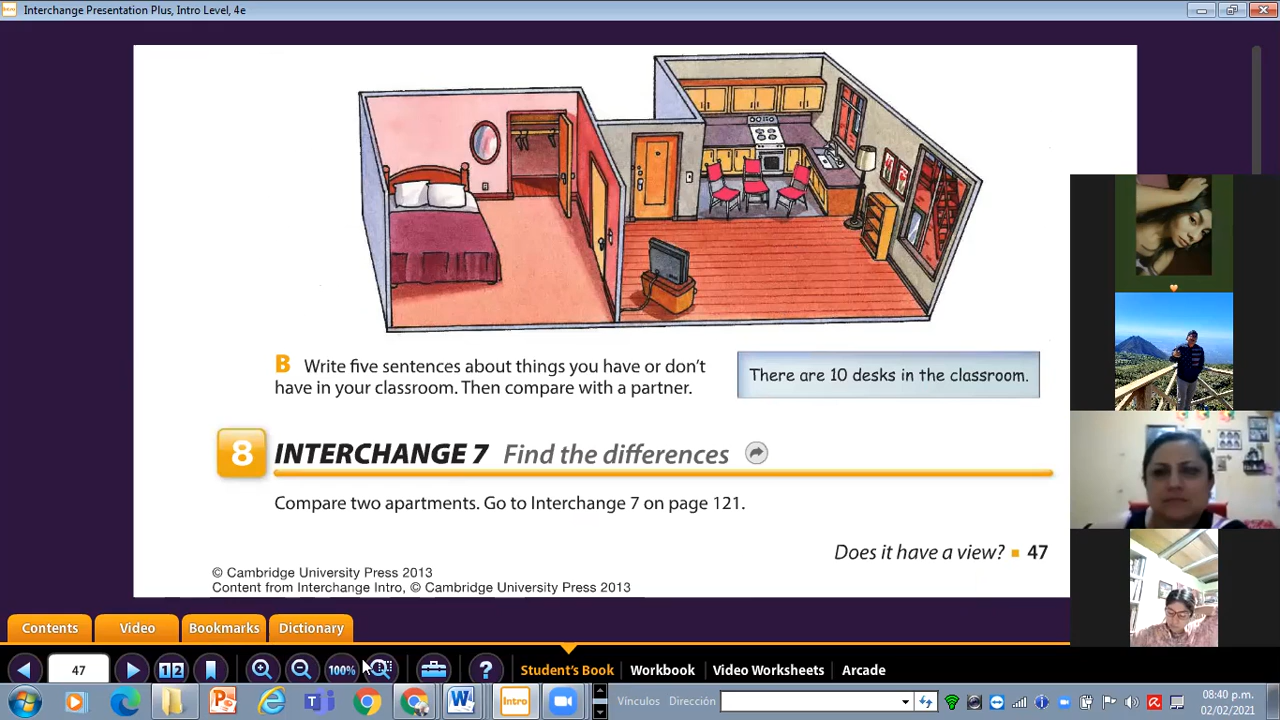 Interchange Presentation Plus, Intro Level, 4e
B Write five sentences about things you have or don't
have in your classroom. Then compare with a partner.
There are 10 desks in the classroom.
8 INTERCHANGE 7 Find the differences
Compare two apartments. Go to Interchange 7 on page 121.
Does it have a view? ■ 47
© Cambridge University Press 2013
Content from Interchange Intro, © Cambridge University Press 2013
Contents Video Bookmarks Dictionary
47 12 100% ? Student's Book Workbook Video Worksheets Arcade
Intro Vínculos Dirección 08:40 p.m.
02/02/2021